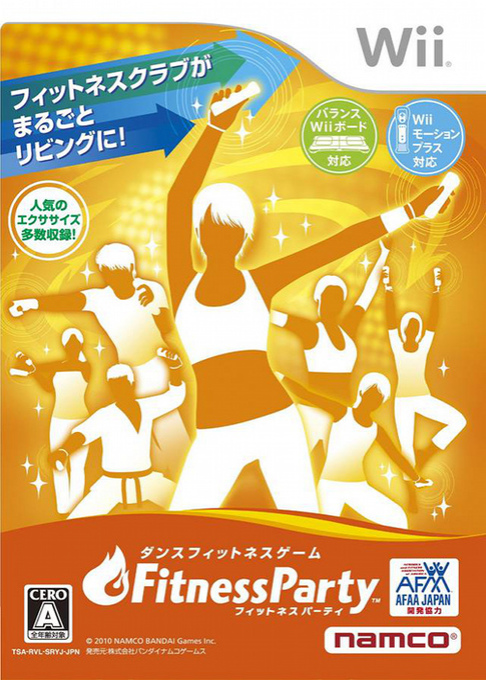 Wii
フィットネスクラブが
まるごと
リビングに!
バランス
Wiiボード
対応
Wii
モーション
プラス
対応
人気の
エクササイズ
多数収録!
ダンスフィットネスゲーム
FitnessParty™
フィットネス パーティ
CERO
A
全年齢対象
TSA-RVL-SRYJ-JPN
© 2010 NAMCO BANDAI Games Inc.
発売元:株式会社バンダイナムコゲームス
AFAA
AFAA JAPAN
開発協力
namco®